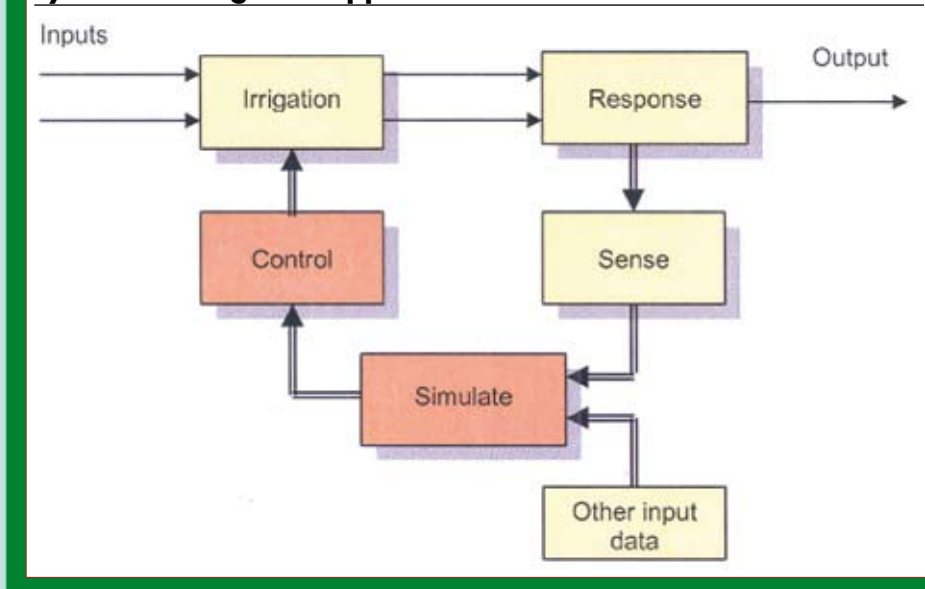 Inputs
Output
Irrigation
Response
Control
Sense
Simulate
Other input
data